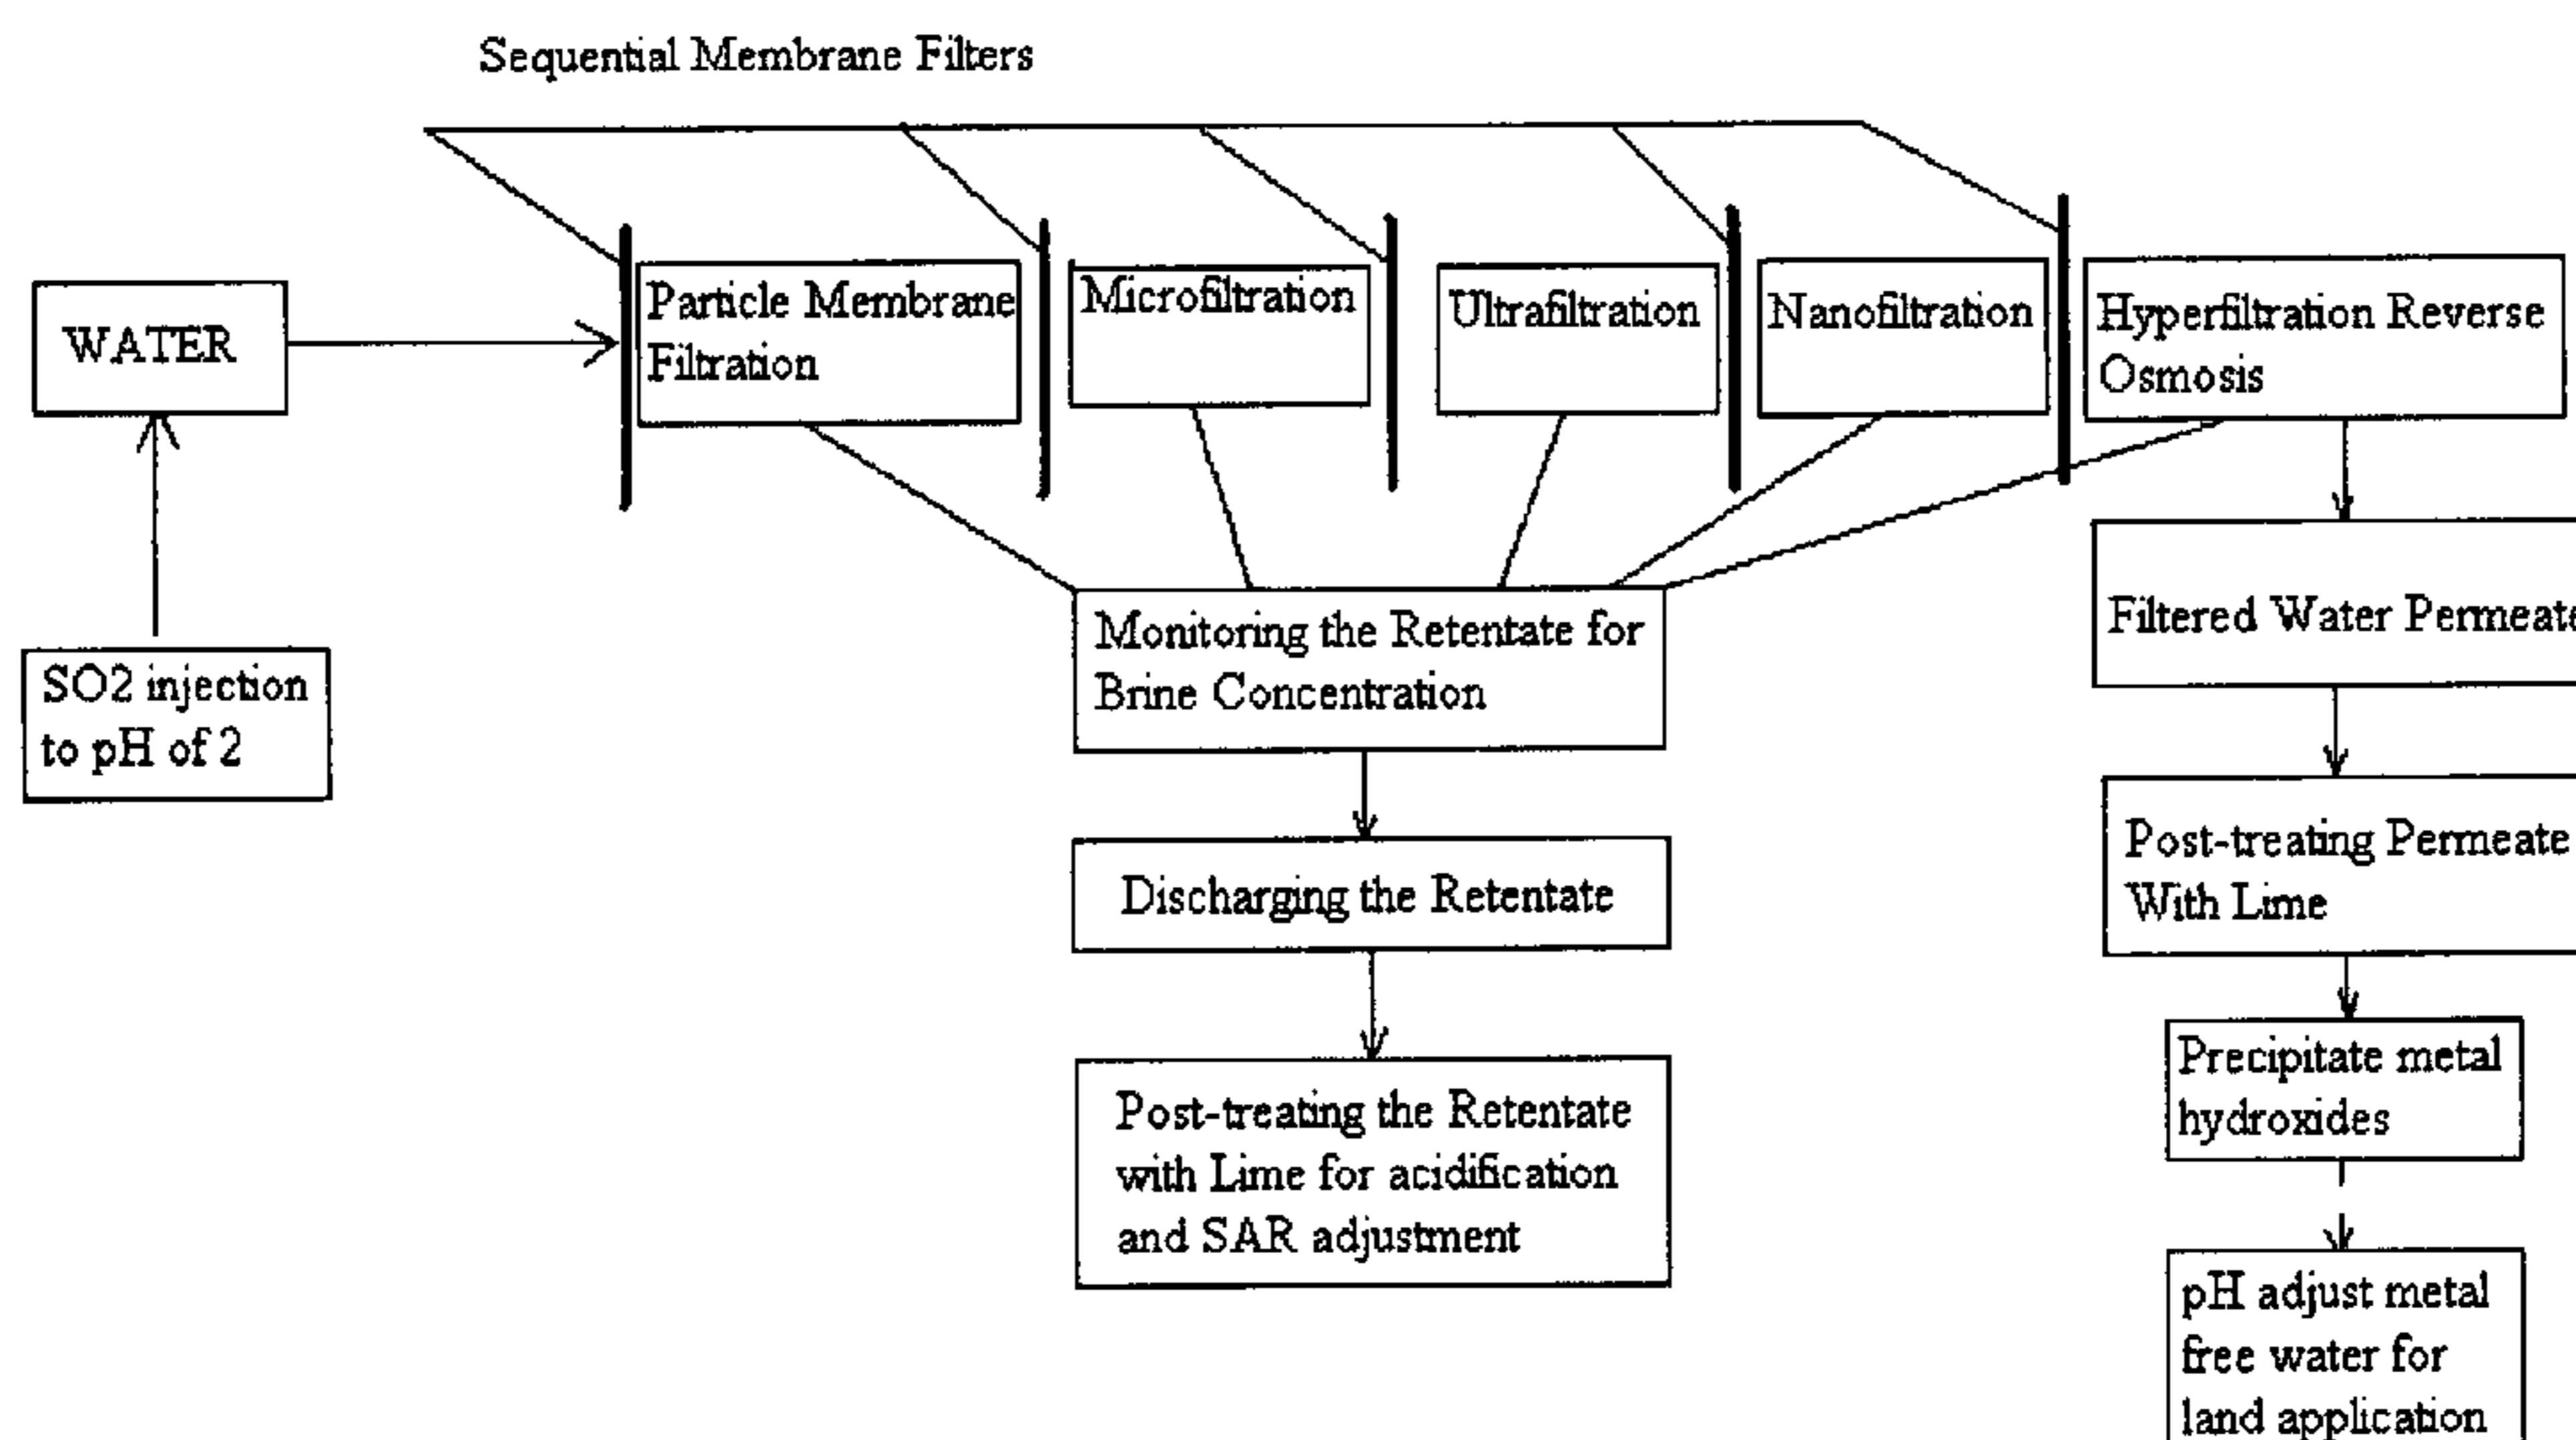 Sequential Membrane Filters
WATER
SO2 injection
to pH of 2
Particle Membrane
Filtration
Microfiltration
Ultrafiltration
Nanofiltration
Hyperfiltration Reverse
Osmosis
Monitoring the Retentate for
Brine Concentration
Discharging the Retentate
Post-treating the Retentate
with Lime for acidification
and SAR adjustment
Filtered Water Permeate
Post-treating Permeate
With Lime
Precipitate metal
hydroxides
pH adjust metal
free water for
land application